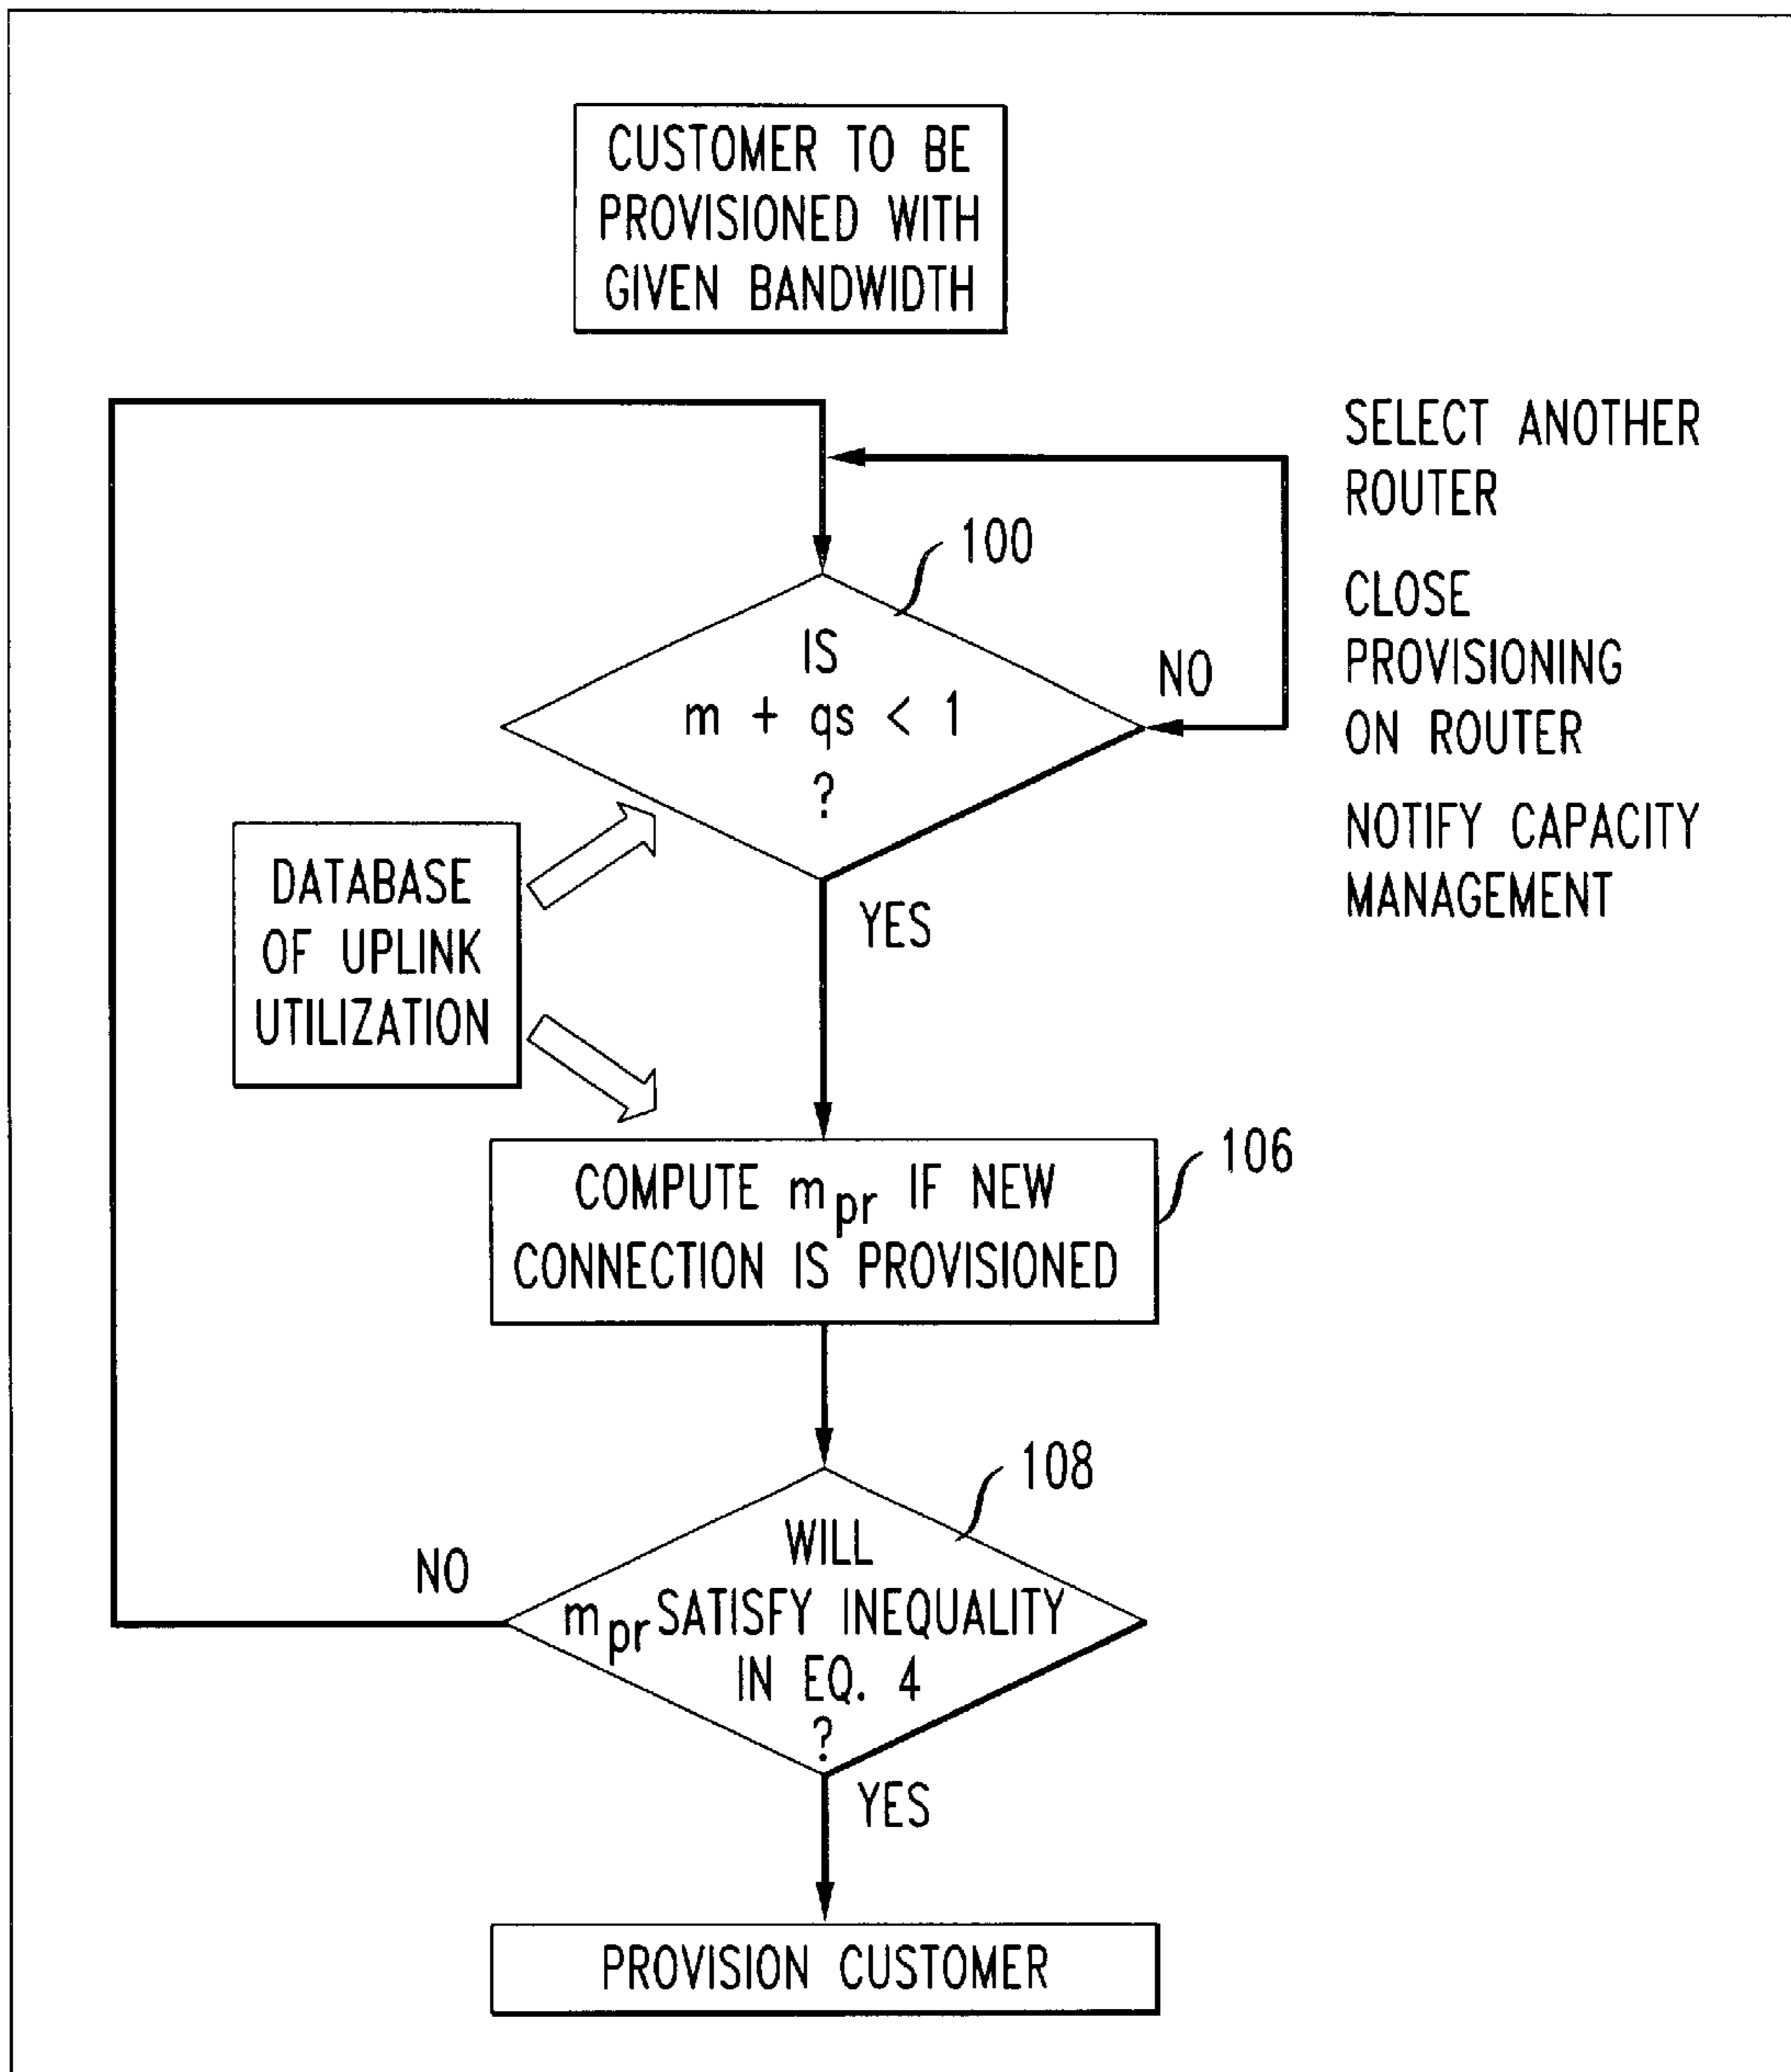 CUSTOMER TO BE
PROVISIONED WITH
GIVEN BANDWIDTH
SELECT ANOTHER
ROUTER
CLOSE
PROVISIONING
ON ROUTER
NOTIFY CAPACITY
MANAGEMENT
100
IS
m + qs < 1
?
NO
YES
DATABASE
OF UPLINK
UTILIZATION
COMPUTE mpr IF NEW
CONNECTION IS PROVISIONED
106
108
WILL
mpr SATISFY INEQUALITY
IN EQ. 4
?
NO
YES
PROVISION CUSTOMER